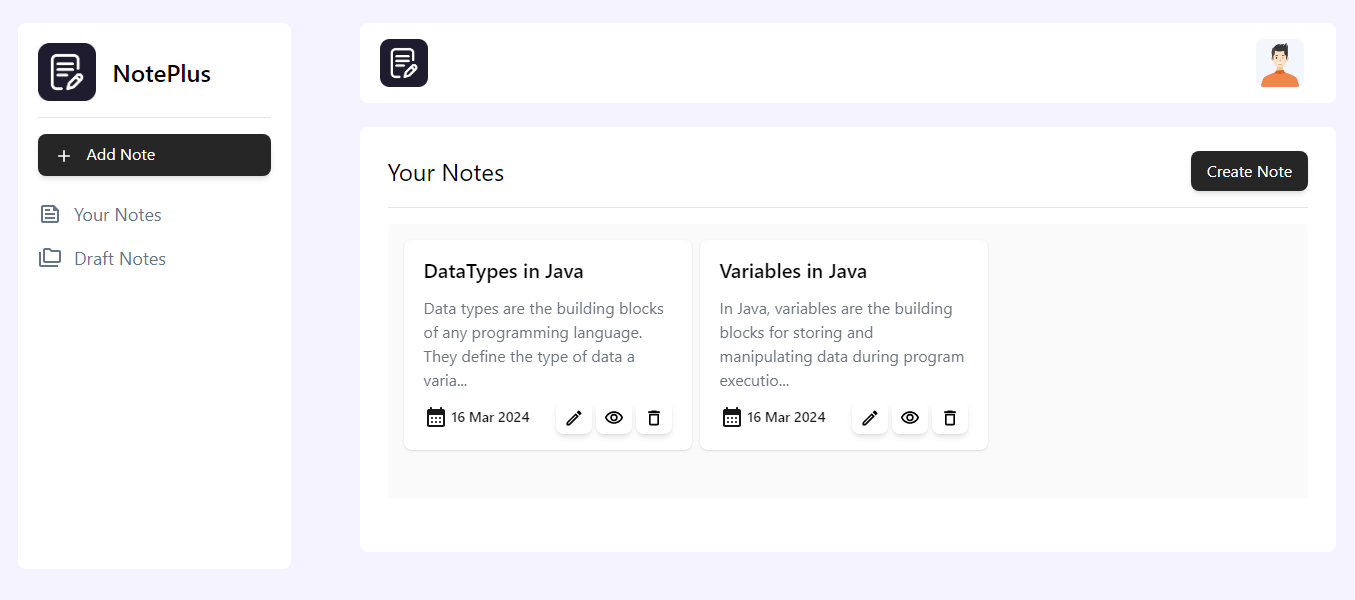 NotePlus
Add Note
Your Notes
Draft Notes
Your Notes
Create Note
DataTypes in Java
Data types are the building blocks
of any programming language.
They define the type of data a
varia...
16 Mar 2024
Variables in Java
In Java, variables are the building
blocks for storing and
manipulating data during program
executio...
16 Mar 2024